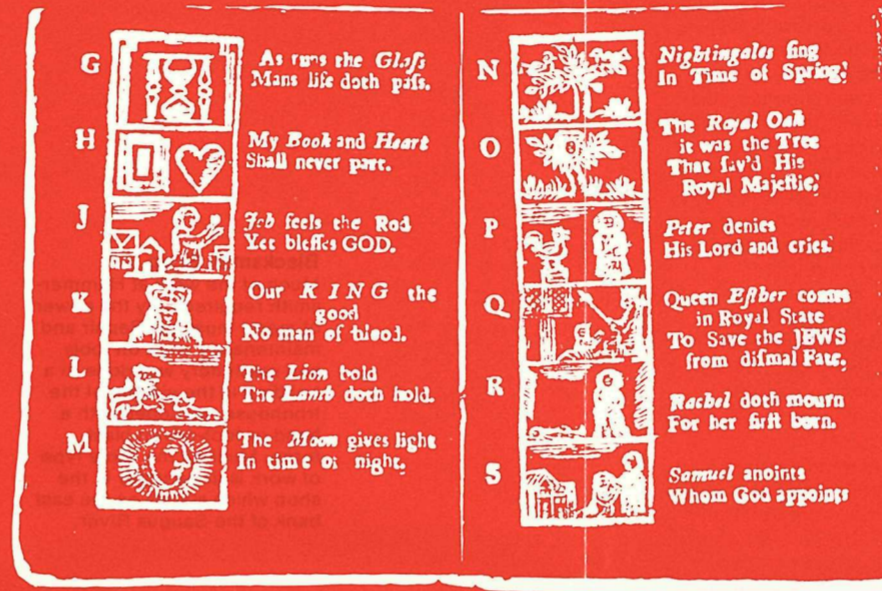 G
As runs the Glaſs
Mans life doth paſs.
H
My Book and Heart
Shall never part.
J
Job feels the Rod
Yet bleſſes GOD.
K
Our KING the
good
No man of blood.
L
The Lion bold
The Lamb doth hold.
M
The Moon gives light
In time of night.
N
Nightingales ſing
In Time of Spring.
O
The Royal Oak
it was the Tree
That ſav'd His
Royal Majeſtie.
P
Peter denies
His Lord and cries.
Q
Queen Eſther comes
in Royal State
To Save the JEWS
from diſmal Fate.
R
Rachel doth mourn
For her firſt born.
S
Samuel anoints
Whom God appoints